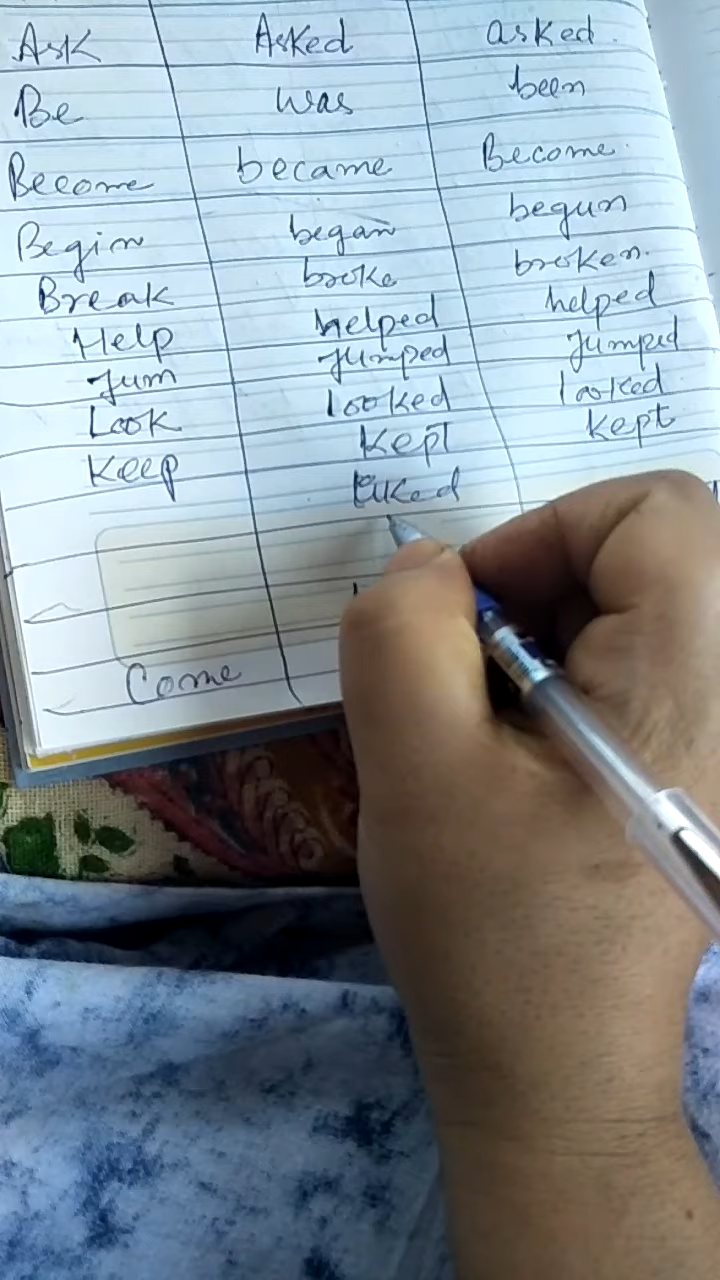 Ask Asked asked.
Be was been
Become became Become.
Begin began begun
Break broke broken.
Help helped helped
Jum Jumped Jumped
Look looked looked
Keep Kept Kept
liked
Come